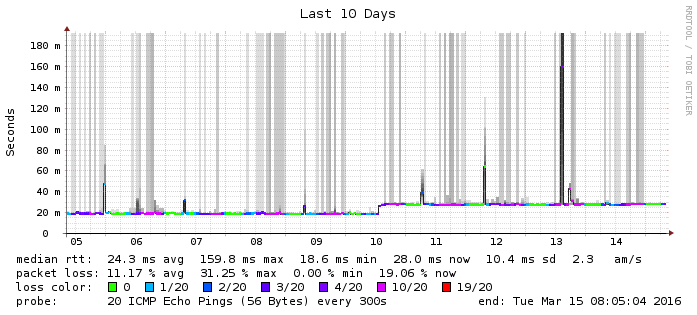 Last 10 Days
RRDTOOL / TOBI OETIKER
Seconds
180 m
160 m
140 m
120 m
100 m
80 m
60 m
40 m
20 m
0
05 06 07 08 09 10 11 12 13 14
median rtt: 24.3 ms avg 159.8 ms max 18.6 ms min 28.0 ms now 10.4 ms sd 2.3 am/s
packet loss: 11.17 % avg 31.25 % max 0.00 % min 19.06 % now
loss color: 0 1/20 2/20 3/20 4/20 10/20 19/20
probe: 20 ICMP Echo Pings (56 Bytes) every 300s end: Tue Mar 15 08:05:04 2016